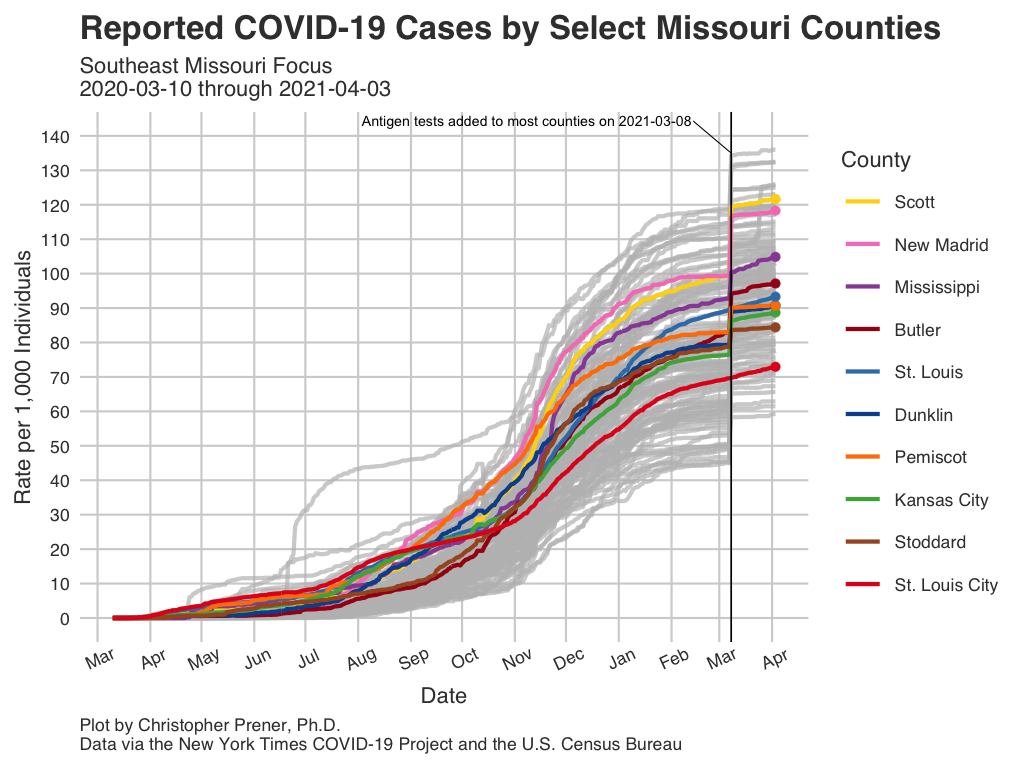 Reported COVID-19 Cases by Select Missouri Counties
Southeast Missouri Focus
2020-03-10 through 2021-04-03
Antigen tests added to most counties on 2021-03-08
Rate per 1,000 Individuals
140
130
120
110
100
90
80
70
60
50
40
30
20
10
0
Mar Apr May Jun Jul Aug Sep Oct Nov Dec Jan Feb Mar Apr
Date
County
Scott
New Madrid
Mississippi
Butler
St. Louis
Dunklin
Pemiscot
Kansas City
Stoddard
St. Louis City
Plot by Christopher Prener, Ph.D.
Data via the New York Times COVID-19 Project and the U.S. Census Bureau